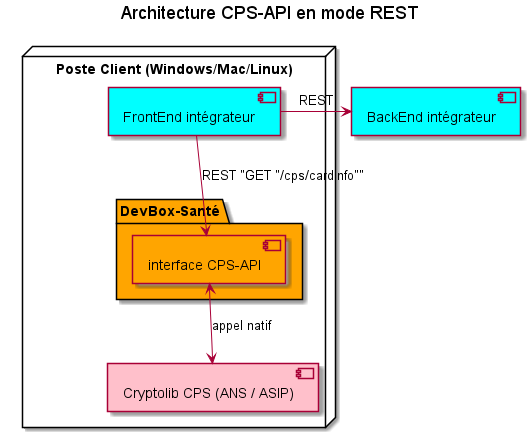 Architecture CPS-API en mode REST
Poste Client (Windows/Mac/Linux)
REST
FrontEnd intégrateur
BackEnd intégrateur
REST "GET "/cps/cardinfo""
DevBox-Santé
interface CPS-API
appel natif
Cryptolib CPS (ANS / ASIP)